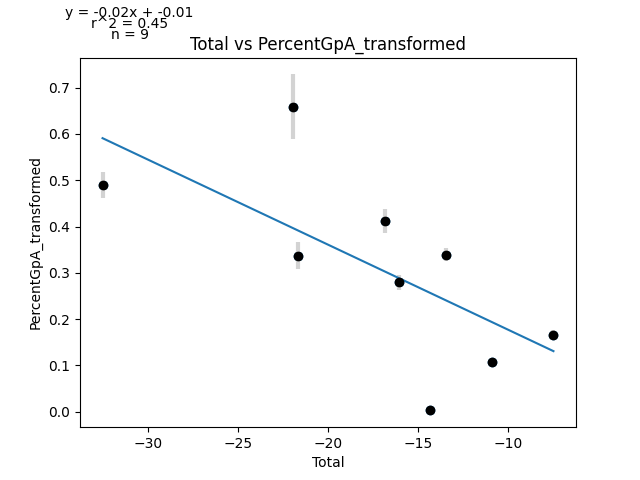 y = -0.02x + -0.01
r^2 = 0.45
n = 9
Total vs PercentGpA_transformed
PercentGpA_transformed
0.7
0.6
0.5
0.4
0.3
0.2
0.1
0.0
−30
−25
−20
−15
−10
Total